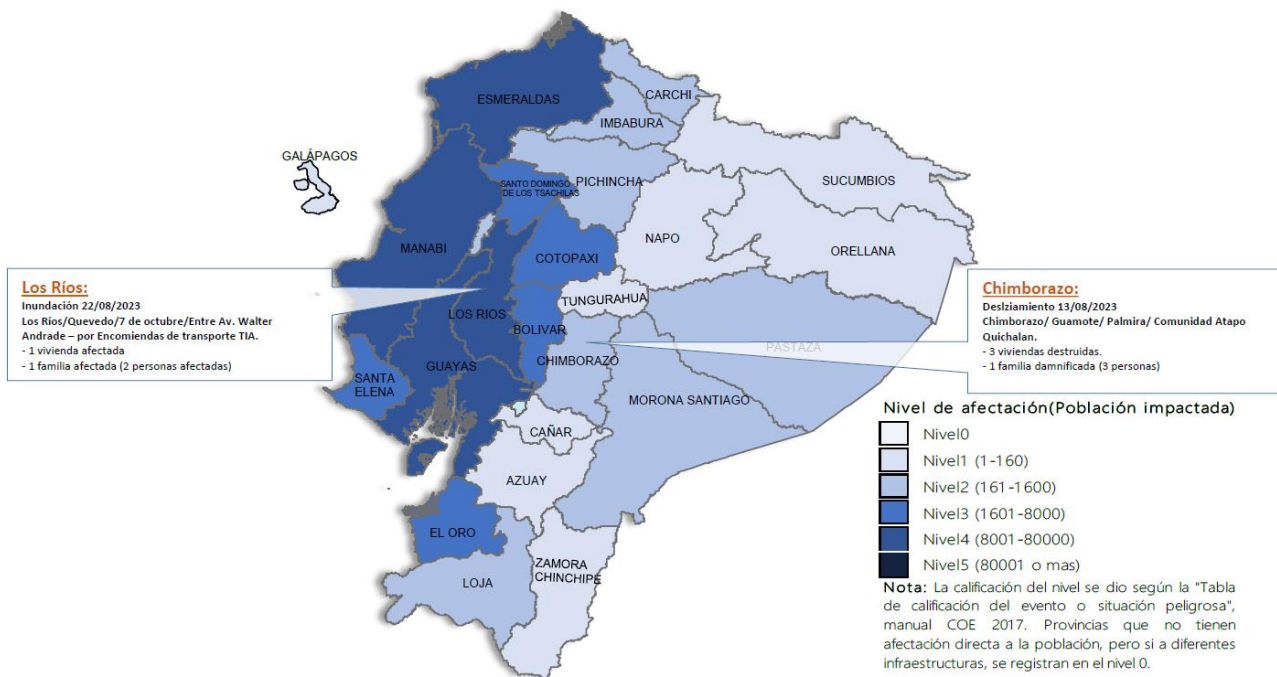 ESMERALDAS
CARCHI
IMBABURA
GALÁPAGOS
PICHINCHA
SANTO DOMINGO
DE LOS TSACHILAS
SUCUMBIOS
MANABI
NAPO
ORELLANA
COTOPAXI
Los Ríos:
Inundación 22/08/2023
Los Ríos/Quevedo/7 de octubre/Entre Av. Walter
Andrade – por Encomiendas de transporte TIA.
- 1 vivienda afectada
- 1 familia afectada (2 personas afectadas)
TUNGURAHUA
LOS RIOS
BOLIVAR
CHIMBORAZO
PASTAZA
Chimborazo:
Deslziamiento 13/08/2023
Chimborazo/ Guamote/ Palmira/ Comunidad Atapo
Quichalan.
- 3 viviendas destruidas.
- 1 familia damnificada (3 personas)
GUAYAS
SANTA
ELENA
MORONA SANTIAGO
CAÑAR
AZUAY
EL ORO
LOJA
ZAMORA
CHINCHIPE
Nivel de afectación(Población impactada)
Nivel0
Nivel1 (1-160)
Nivel2 (161-1600)
Nivel3 (1601-8000)
Nivel4 (8001-80000)
Nivel5 (80001 o mas)
Nota: La calificación del nivel se dio según la "Tabla
de calificación del evento o situación peligrosa",
manual COE 2017. Provincias que no tienen
afectación directa a la población, pero si a diferentes
infraestructuras, se registran en el nivel 0.